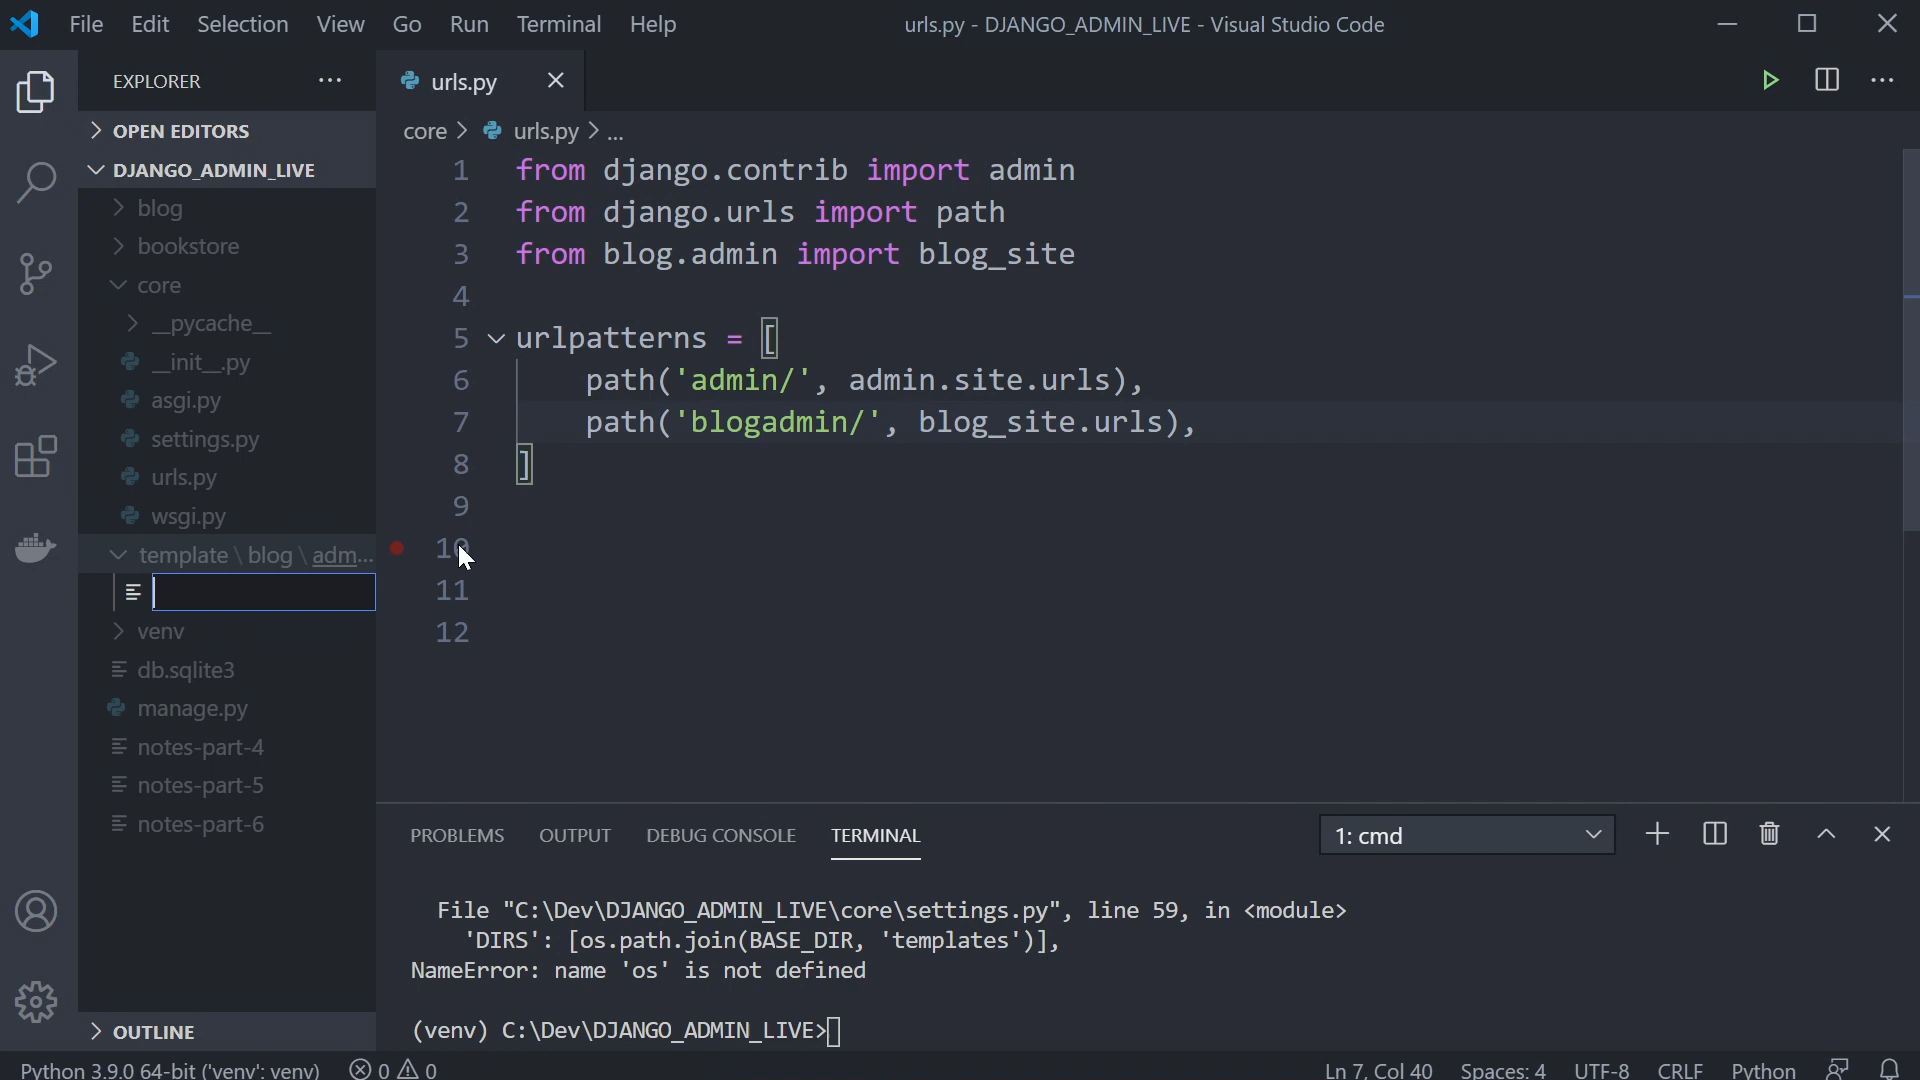 File Edit Selection View Go Run Terminal Help
urls.py - DJANGO_ADMIN_LIVE - Visual Studio Code
EXPLORER
OPEN EDITORS
DJANGO_ADMIN_LIVE
blog
bookstore
core
__pycache__
__init__.py
asgi.py
settings.py
urls.py
wsgi.py
template \ blog \ adm...
venv
db.sqlite3
manage.py
notes-part-4
notes-part-5
notes-part-6
OUTLINE
urls.py
core > urls.py > ...
1 from django.contrib import admin
2 from django.urls import path
3 from blog.admin import blog_site
4
5 urlpatterns = [
6 path('admin/', admin.site.urls),
7 path('blogadmin/', blog_site.urls),
8 ]
9
10
11
12
PROBLEMS OUTPUT DEBUG CONSOLE TERMINAL
1: cmd
File "C:\Dev\DJANGO_ADMIN_LIVE\core\settings.py", line 59, in <module>
'DIRS': [os.path.join(BASE_DIR, 'templates')],
NameError: name 'os' is not defined
(venv) C:\Dev\DJANGO_ADMIN_LIVE>
Python 3.9.0 64-bit ('venv': venv) 0 0
Ln 7, Col 40 Spaces: 4 UTF-8 CRLF Python